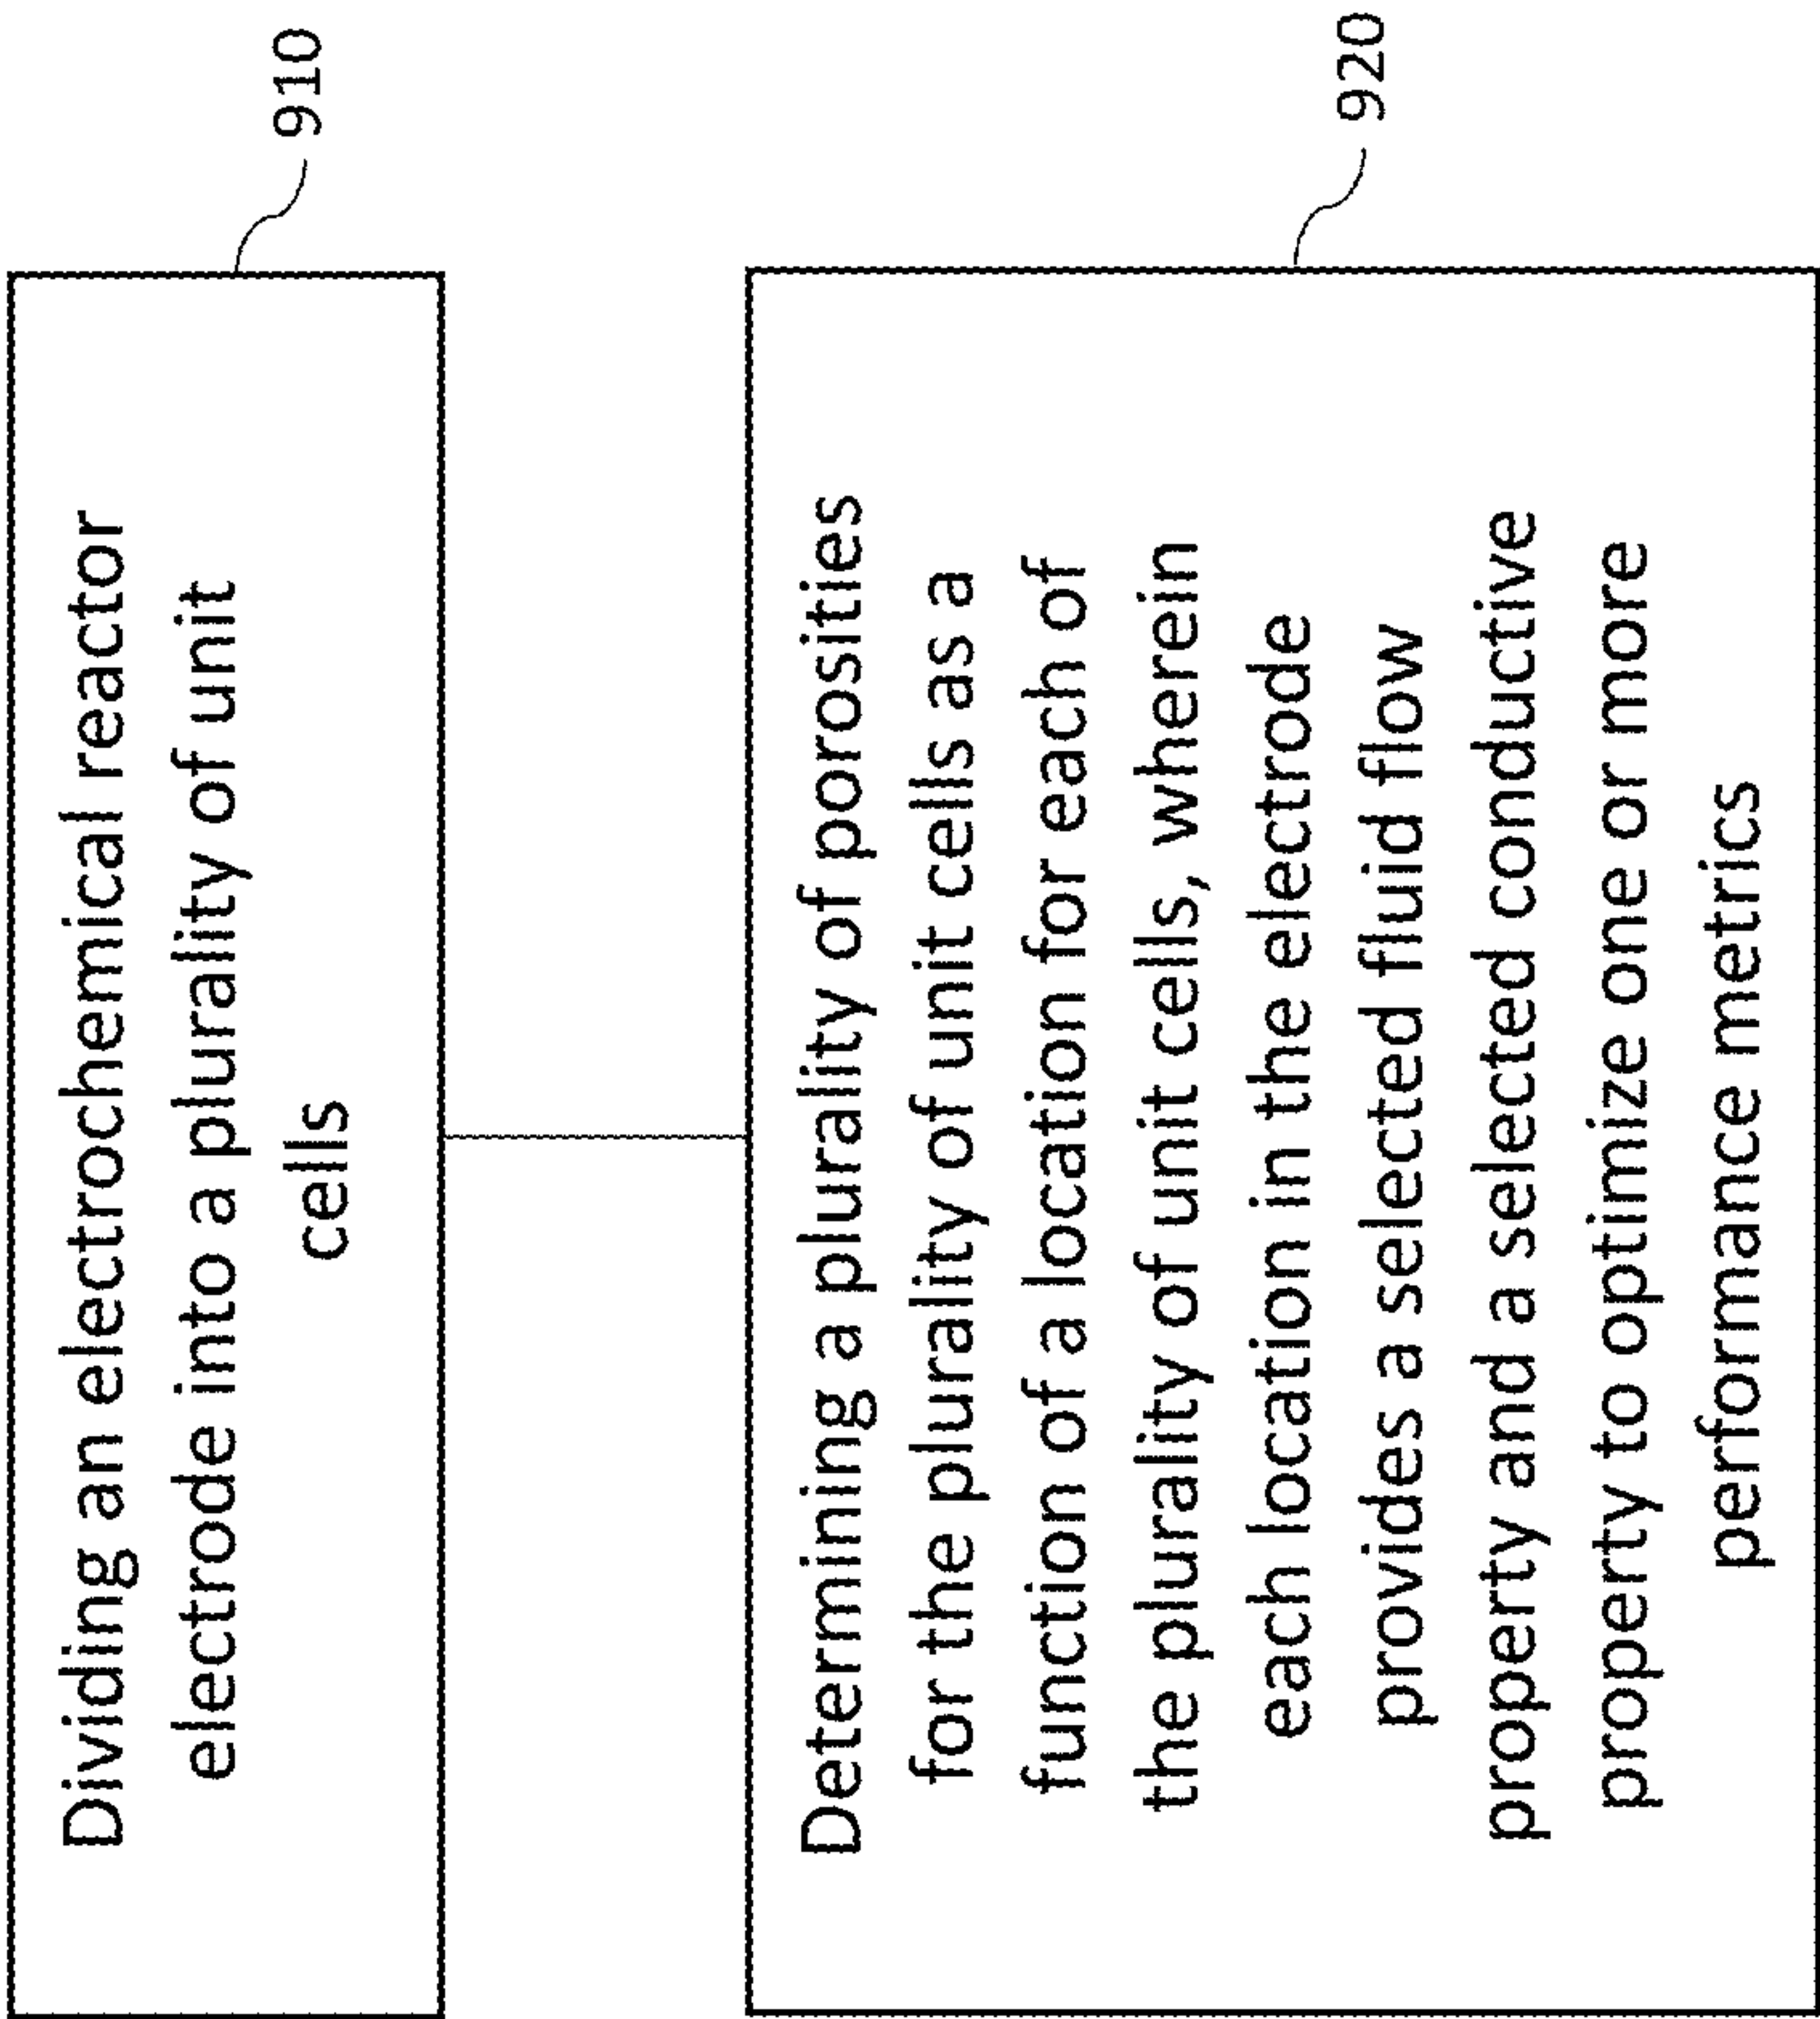 Dividing an electrochemical reactor
electrode into a plurality of unit
cells
910
Determining a plurality of porosities
for the plurality of unit cells as a
function of a location for each of
the plurality of unit cells, wherein
each location in the electrode
provides a selected fluid flow
property and a selected conductive
property to optimize one or more
performance metrics
920